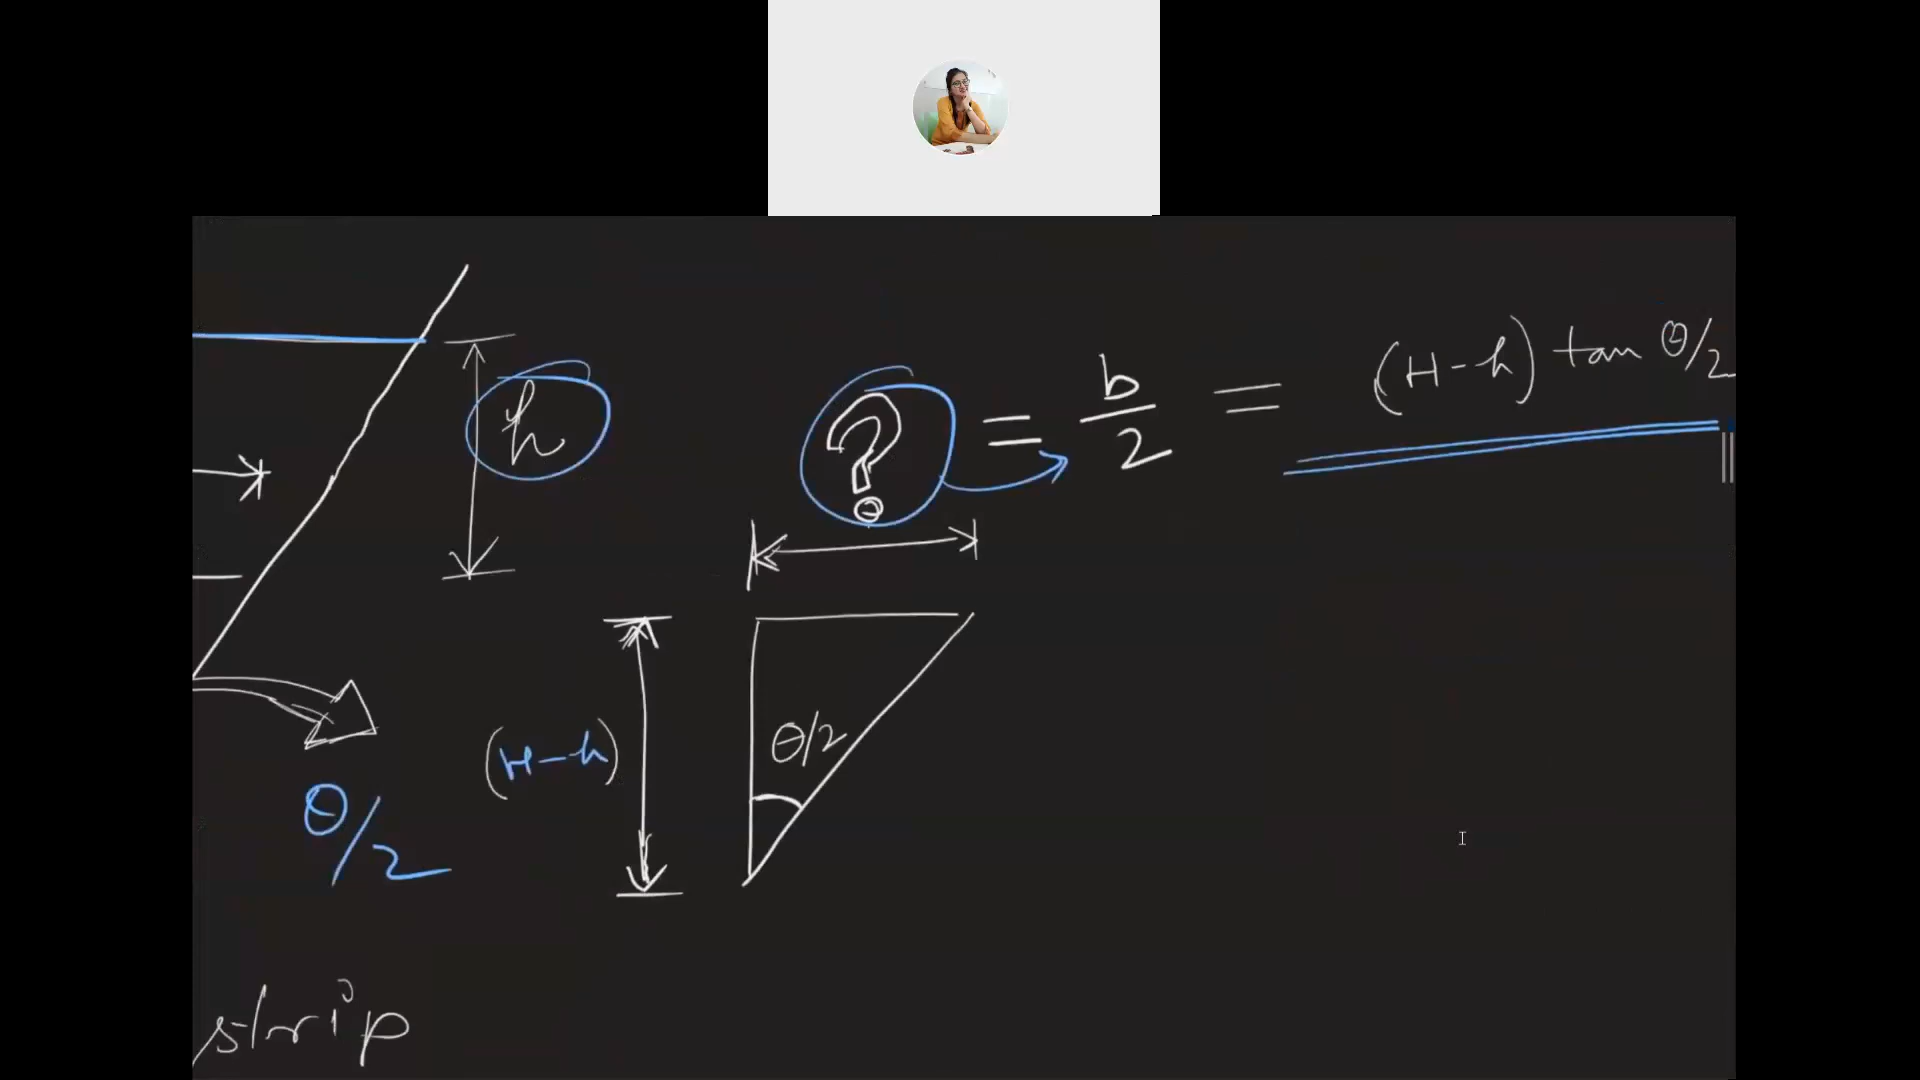 h
? = b/2 = (H-h) tan θ/2
θ/2
(H-h)
θ/2
strip